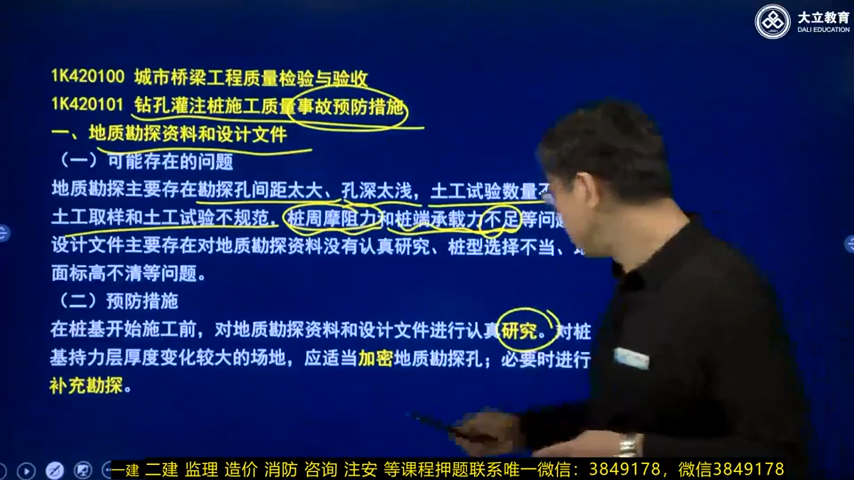 大立教育
DALI EDUCATION
1K420100 城市桥梁工程质量检验与验收
1K420101 钻孔灌注桩施工质量事故预防措施
一、地质勘探资料和设计文件
（一）可能存在的问题
地质勘探主要存在勘探孔间距太大、孔深太浅，土工试验数量不
土工取样和土工试验不规范，桩周摩阻力和桩端承载力不足等问
设计文件主要存在对地质勘探资料没有认真研究、桩型选择不当、
面标高不清等问题。
（二）预防措施
在桩基开始施工前，对地质勘探资料和设计文件进行认真研究。对桩
基持力层厚度变化较大的场地，应适当加密地质勘探孔；必要时进行
补充勘探。
一建 二建 监理 造价 消防 咨询 注安 等课程押题联系唯一微信：3849178，微信3849178